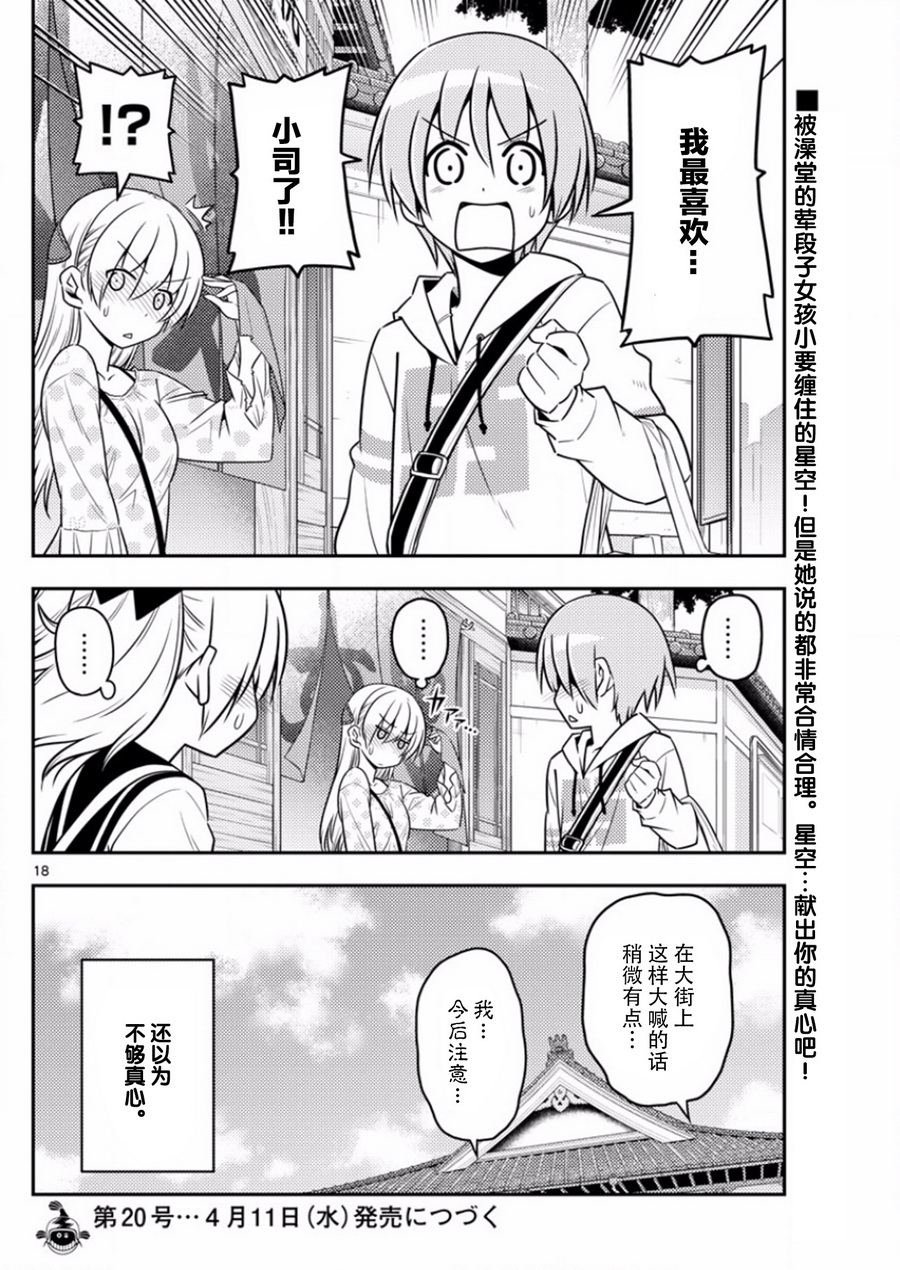 我最喜欢…
小司了!!
!?
……
カァァ…
……
18
在大街上
这样大喊的话
稍微有点…
我…
今后注意…
还以为
不够真心。
■被澡堂的荤段子女孩小要缠住的星空！但是她说的都非常合情合理。星空…献出你的真心吧！
第20号…4月11日(水)発売につづく